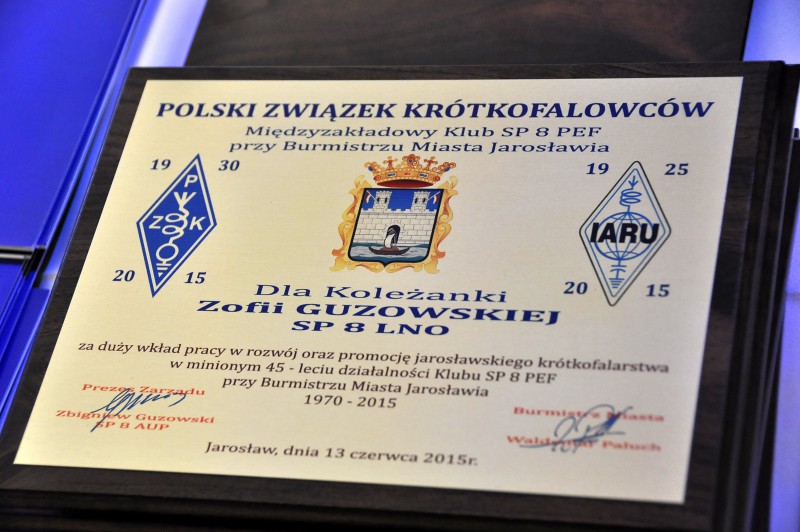 POLSKI ZWIĄZEK KRÓTKOFALOWCÓW
Międzyzakładowy Klub SP 8 PEF
przy Burmistrzu Miasta Jarosławia
19 30
19 25
P
Z K
IARU
20 15
20 15
Dla Koleżanki
Zofii GUZOWSKIEJ
SP 8 LNO
za duży wkład pracy w rozwój oraz promocję jarosławskiego krótkofalarstwa
w minionym 45 - leciu działalności Klubu SP 8 PEF
przy Burmistrzu Miasta Jarosławia
1970 - 2015
Prezes Zarządu
Zbigniew Guzowski
SP 8 AUP
Burmistrz Miasta
Waldemar Paluch
Jarosław, dnia 13 czerwca 2015r.